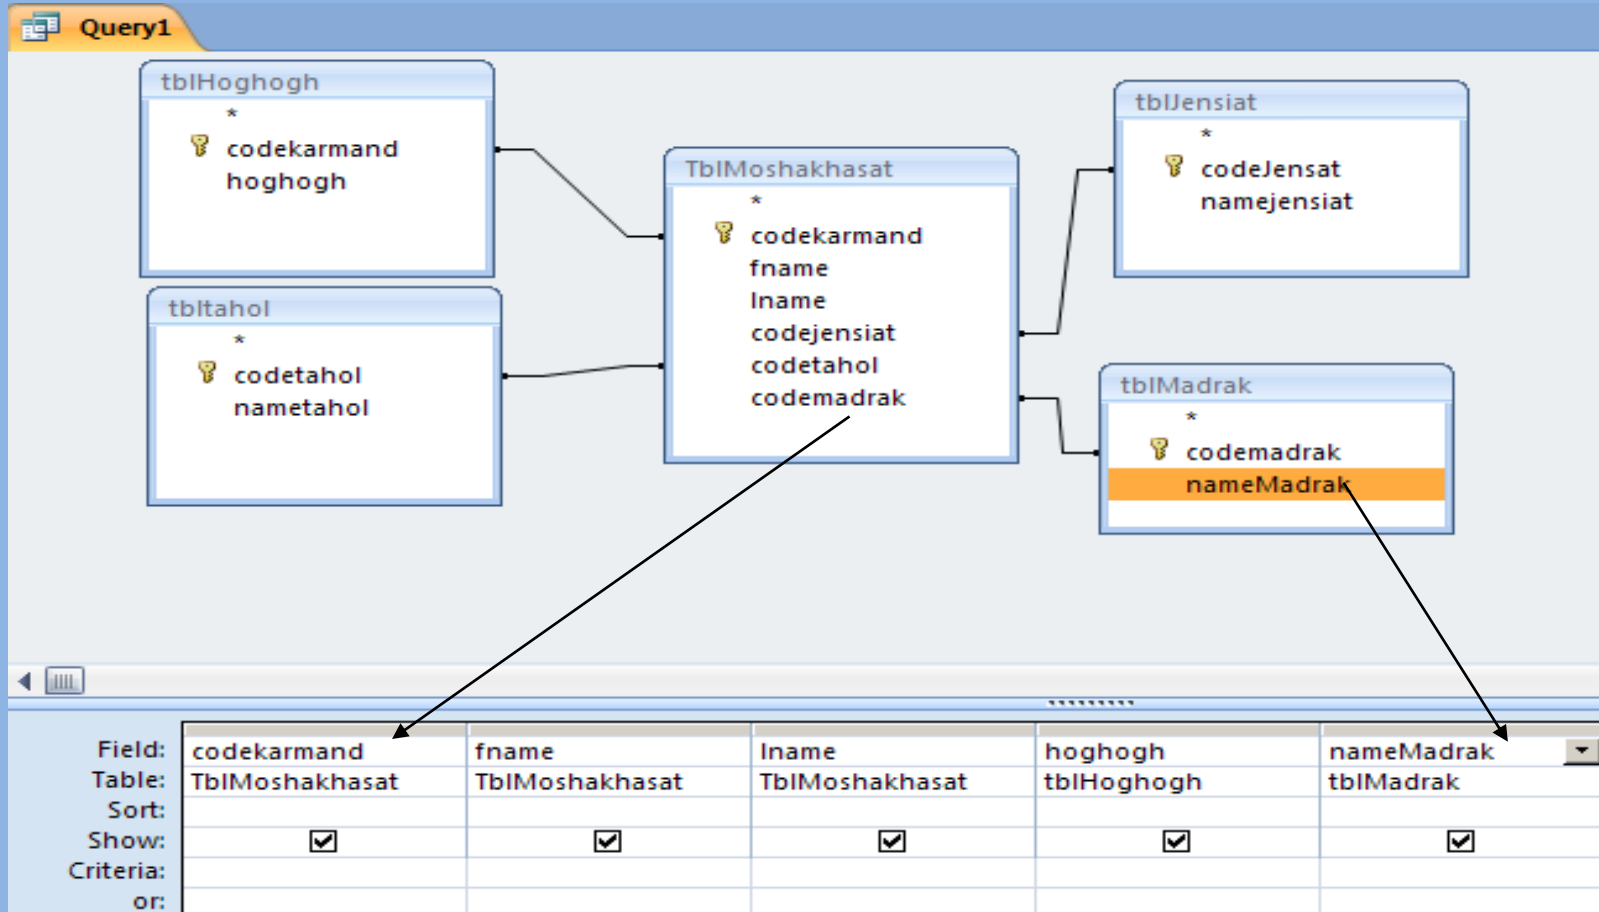 Query1
tblHoghogh
*
codekarmand
hoghogh
tbltahol
*
codetahol
nametahol
TblMoshakhasat
*
codekarmand
fname
lname
codejensiat
codetahol
codemadrak
tblJensiat
*
codeJensat
namejensiat
tblMadrak
*
codemadrak
nameMadrak
Field: codekarmand fname lname hoghogh nameMadrak
Table: TblMoshakhasat TblMoshakhasat TblMoshakhasat tblHoghogh tblMadrak
Sort:
Show:
Criteria:
or: